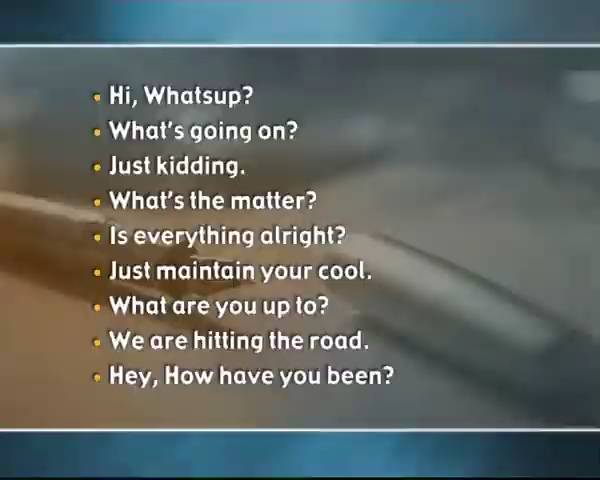 • Hi, Whatsup?
• What's going on?
• Just kidding.
• What's the matter?
• Is everything alright?
• Just maintain your cool.
• What are you up to?
• We are hitting the road.
• Hey, How have you been?